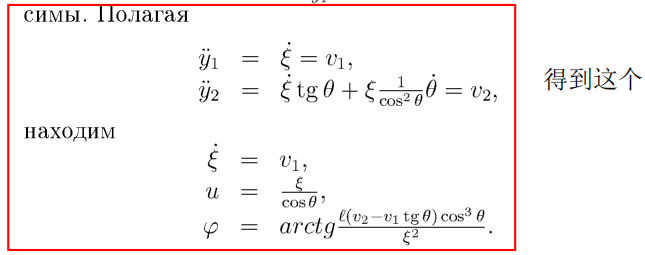 симы. Полагая
ÿ₁ = ξ̇ = v₁,
ÿ₂ = ξ̇ tg θ + ξ 1/cos² θ θ̇ = v₂,
得到这个
находим
ξ̇ = v₁,
u = ξ/cos θ,
φ = arctg ℓ(v₂−v₁ tg θ) cos³ θ/ξ².